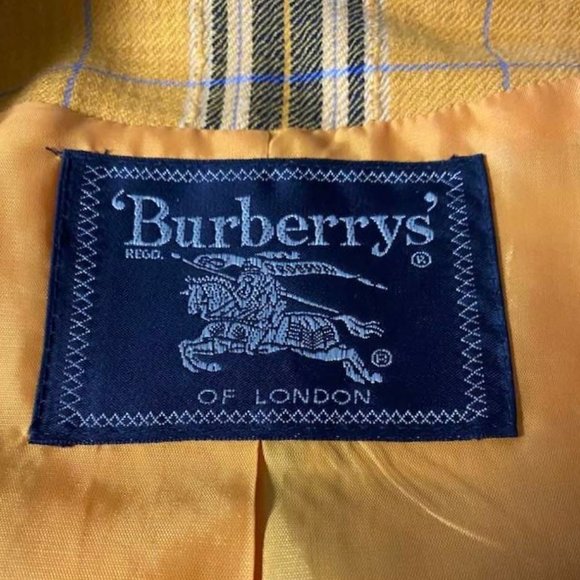 'Burberrys'
REGD. ®
®
OF LONDON